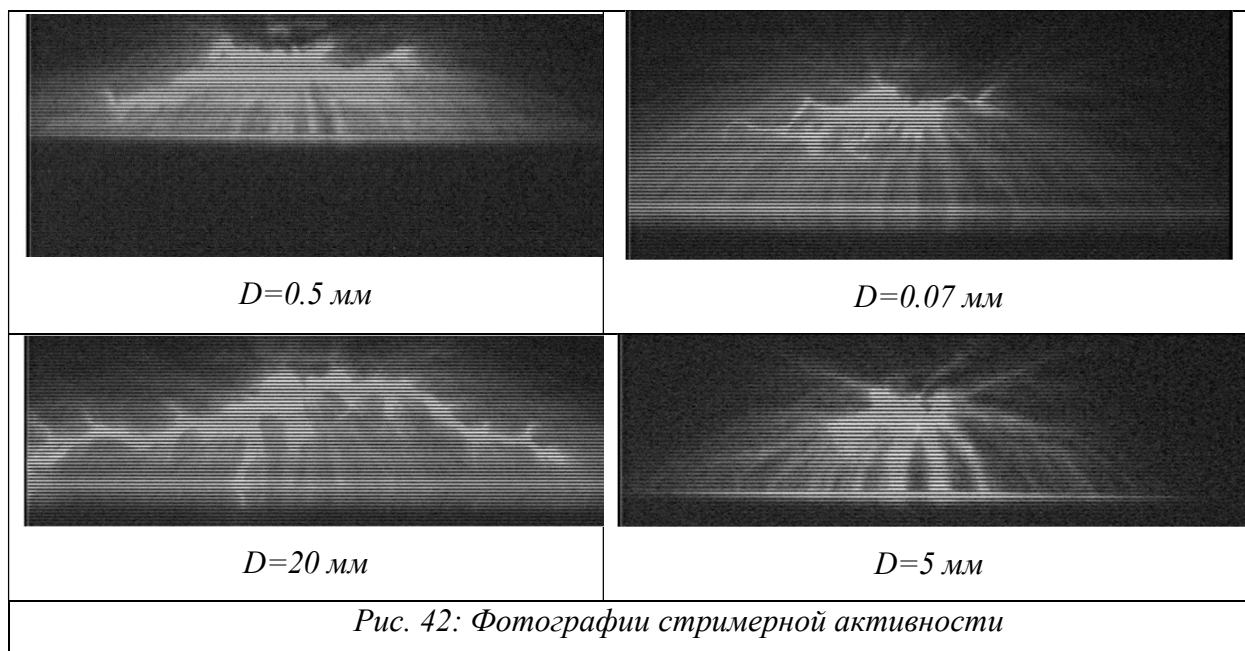 D=0.5 мм
D=0.07 мм
D=20 мм
D=5 мм
Рис. 42: Фотографии стримерной активности